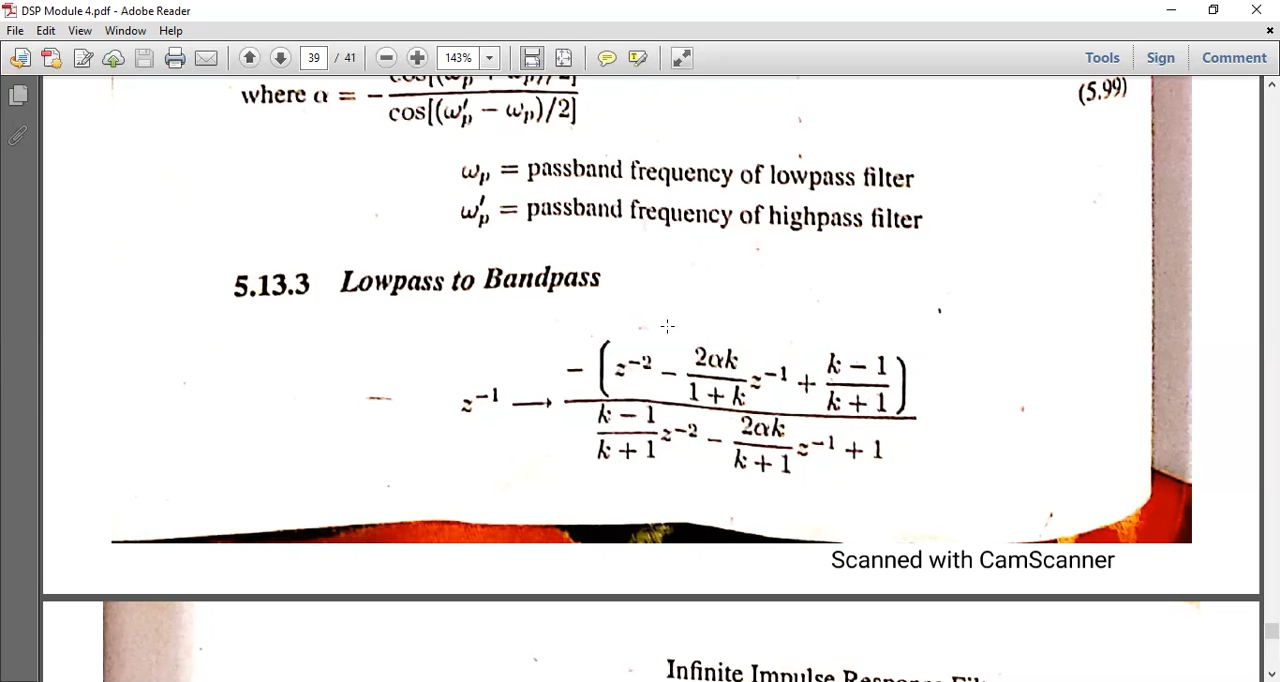 DSP Module 4.pdf - Adobe Reader
File Edit View Window Help
39 / 41 143% Tools Sign Comment
where α = − cos[(ω′p − ωp)/2] (5.99)
ωp = passband frequency of lowpass filter
ω′p = passband frequency of highpass filter
5.13.3 Lowpass to Bandpass
− ( z⁻² − 2αk/(1 + k) z⁻¹ + (k − 1)/(k + 1) )
z⁻¹ ⟶
(k − 1)/(k + 1) z⁻² − 2αk/(k + 1) z⁻¹ + 1
Scanned with CamScanner
Infinite Impulse Response